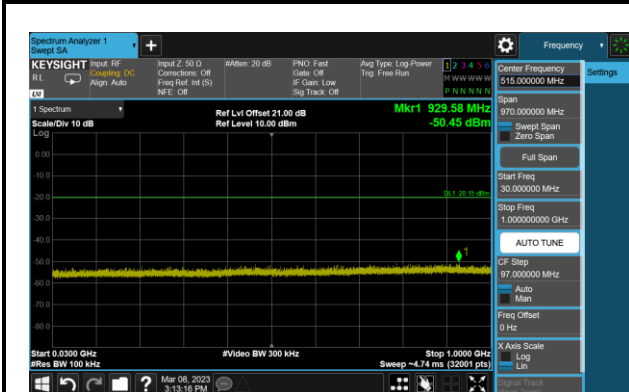 Spectrum Analyzer 1
Swept SA
Frequency
KEYSIGHT
RL
LXI
Input: RF
Coupling: DC
Align: Auto
Input Z: 50 Ω
Corrections: Off
Freq Ref: Int (S)
NFE: Off
#Atten: 20 dB
PNO: Fast
Gate: Off
IF Gain: Low
Sig Track: Off
Avg Type: Log-Power
Trig: Free Run
1 2 3 4 5 6
M W W W W W
P N N N N N
1 Spectrum
Scale/Div 10 dB
Log
Ref Lvl Offset 21.00 dB
Ref Level 10.00 dBm
Mkr1 929.58 MHz
-50.45 dBm
0.00
-10.0
-20.0
-30.0
-40.0
-50.0
-60.0
-70.0
-80.0
DL1 -20.15 dBm
1
Start 0.0300 GHz
#Res BW 100 kHz
#Video BW 300 kHz
Stop 1.0000 GHz
Sweep ~4.74 ms (32001 pts)
Center Frequency
515.000000 MHz
Settings
Span
970.000000 MHz
Swept Span
Zero Span
Full Span
Start Freq
30.000000 MHz
Stop Freq
1.000000000 GHz
AUTO TUNE
CF Step
97.000000 MHz
Auto
Man
Freq Offset
0 Hz
X Axis Scale
Log
Lin
Signal Track
?
Mar 08, 2023
3:13:16 PM